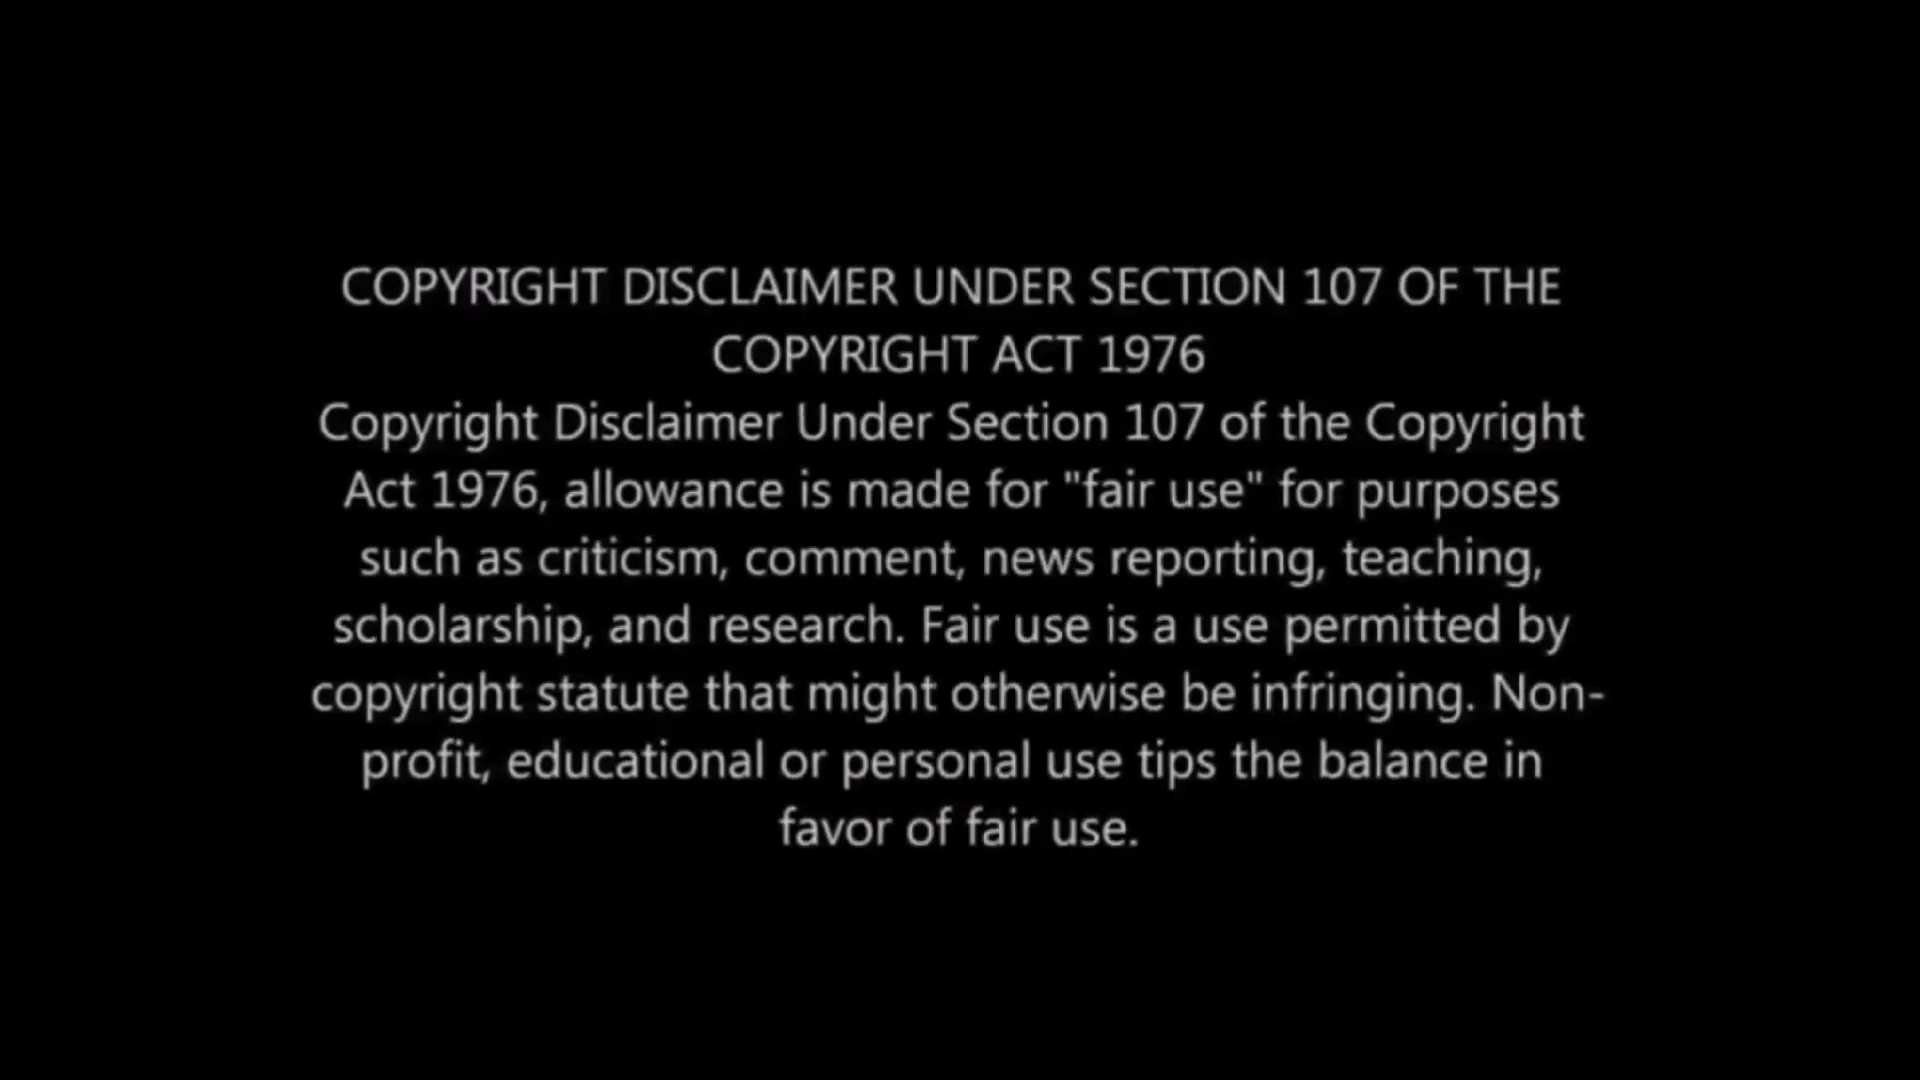 COPYRIGHT DISCLAIMER UNDER SECTION 107 OF THE
COPYRIGHT ACT 1976
Copyright Disclaimer Under Section 107 of the Copyright
Act 1976, allowance is made for "fair use" for purposes
such as criticism, comment, news reporting, teaching,
scholarship, and research. Fair use is a use permitted by
copyright statute that might otherwise be infringing. Non-
profit, educational or personal use tips the balance in
favor of fair use.